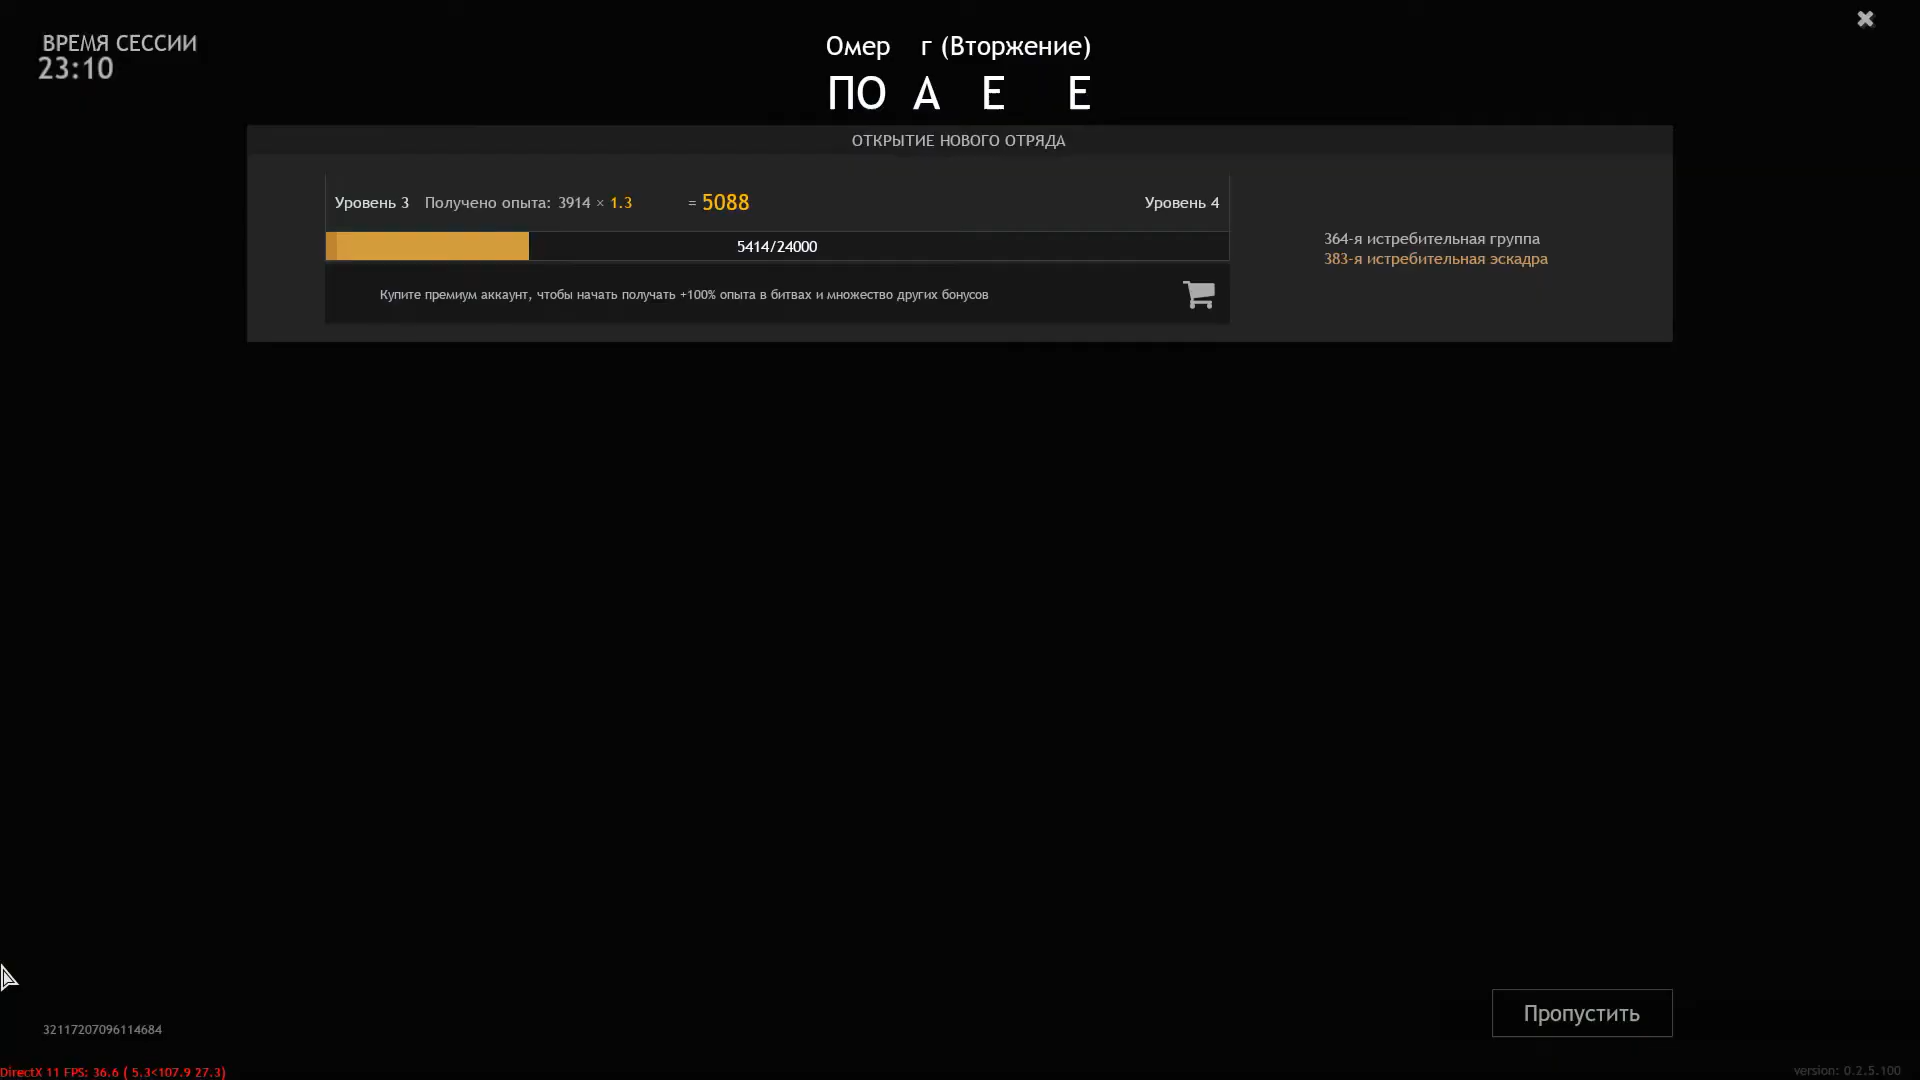 ВРЕМЯ СЕССИИ
23:10
Омер г (Вторжение)
ПО А Е Е
ОТКРЫТИЕ НОВОГО ОТРЯДА
Уровень 3 Получено опыта: 3914 × 1.3 = 5088 Уровень 4
5414/24000
364-я истребительная группа
383-я истребительная эскадра
Купите премиум аккаунт, чтобы начать получать +100% опыта в битвах и множество других бонусов
Пропустить
32117207096114684
DirectX 11 FPS: 36.6 ( 5.3<107.9 27.3)
version: 0.2.5.100